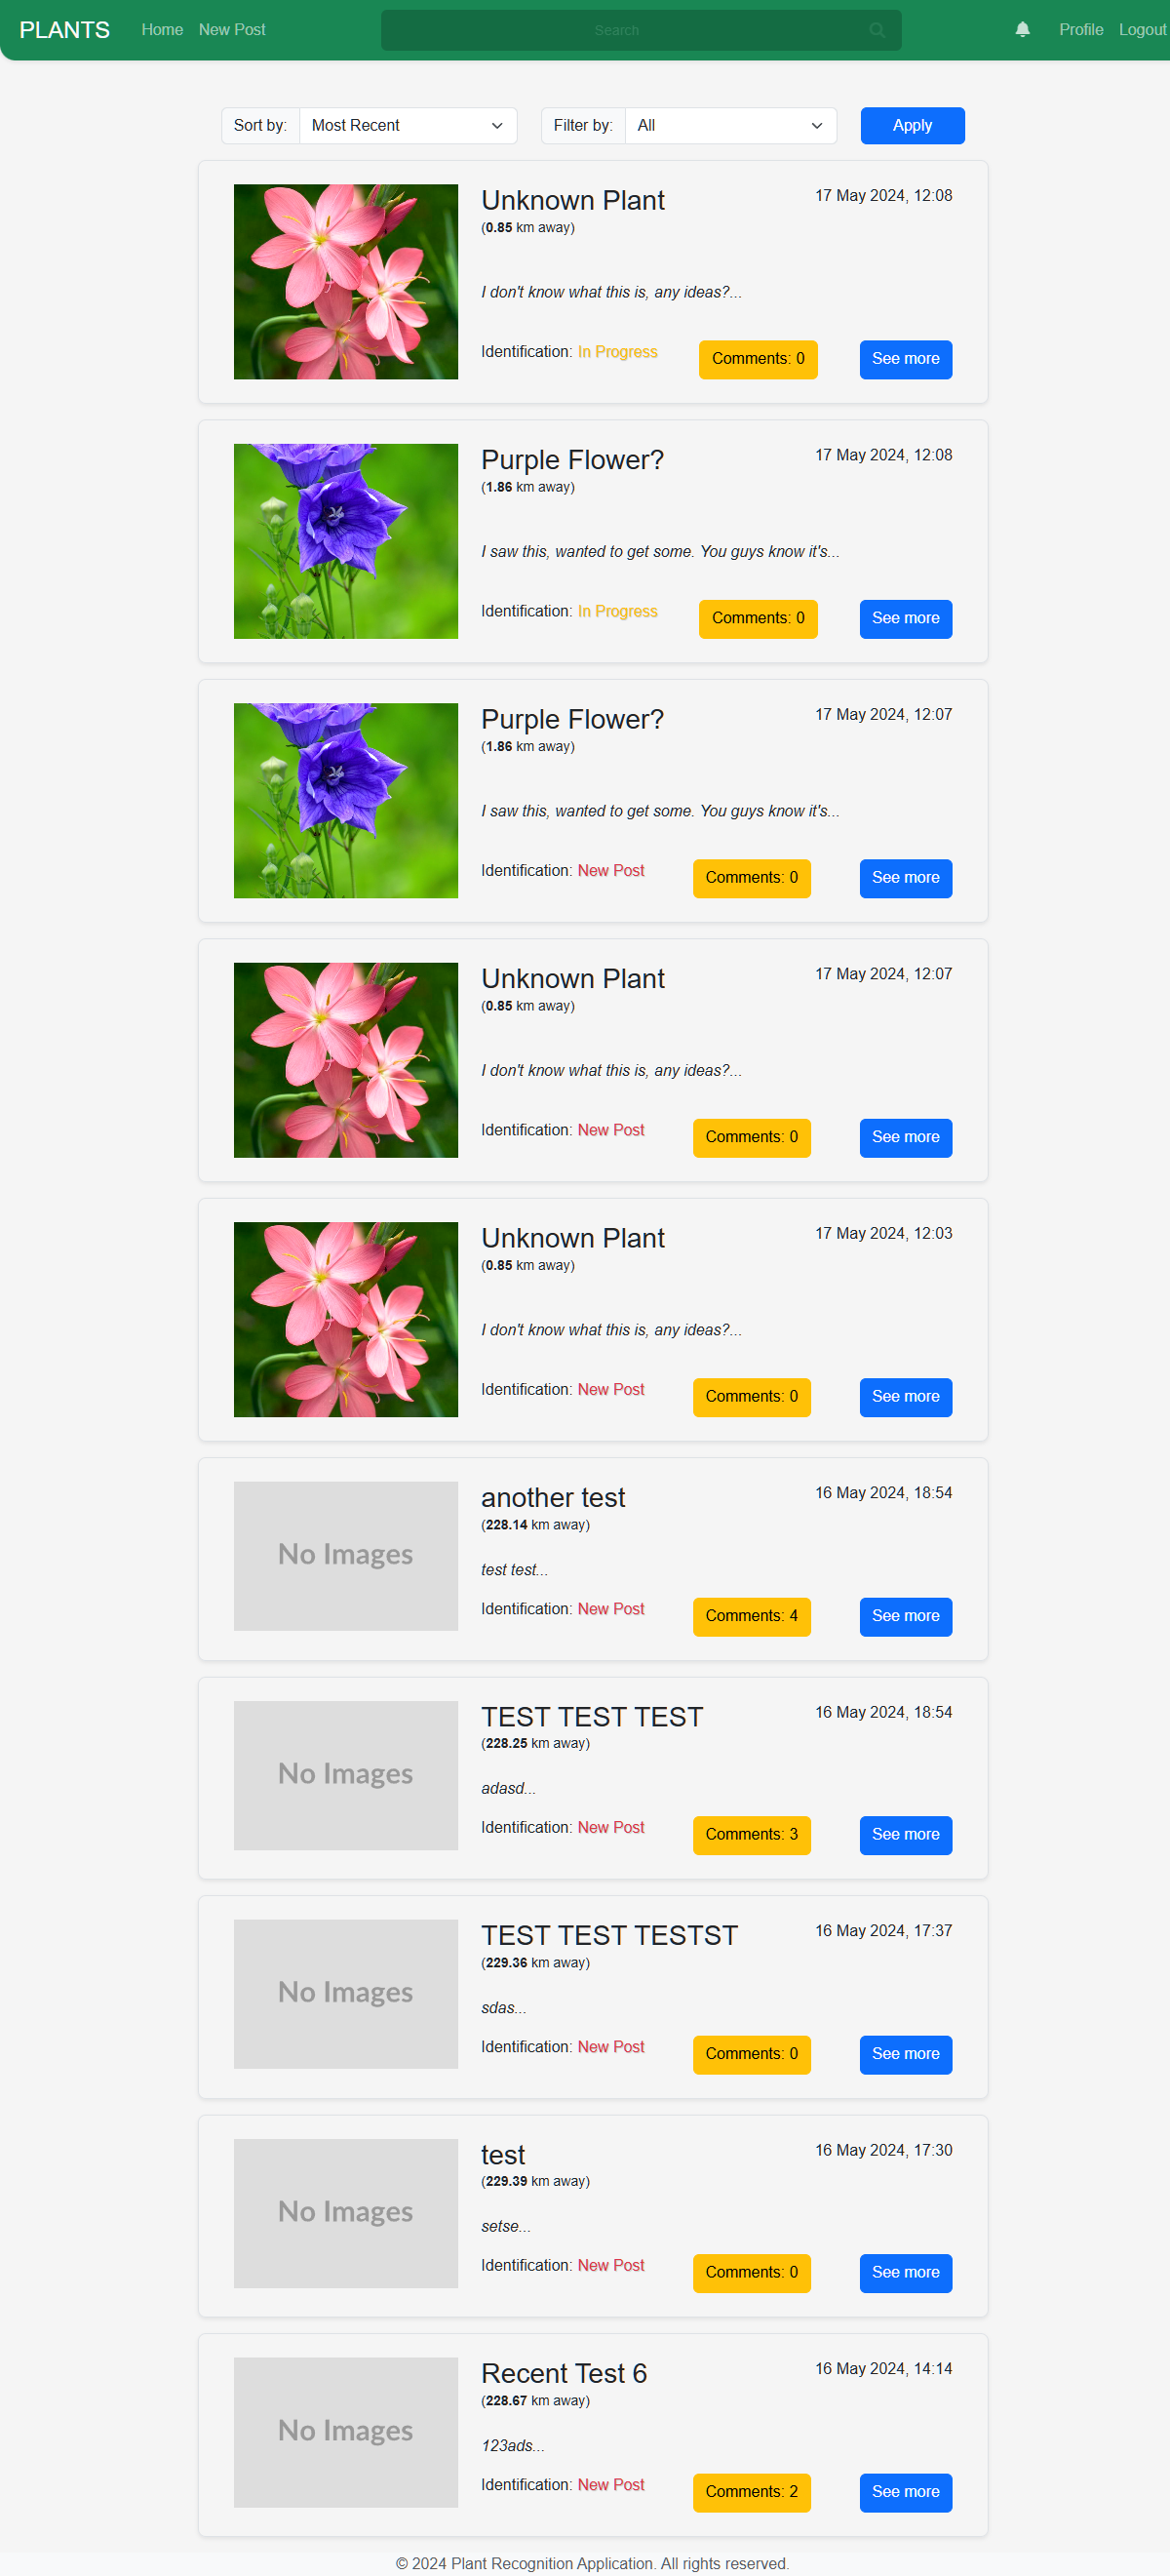 PLANTS Home New Post Search Profile Logout
Sort by: Most Recent Filter by: All Apply
Unknown Plant 17 May 2024, 12:08
(0.85 km away)
I don't know what this is, any ideas?...
Identification: In Progress Comments: 0 See more
Purple Flower? 17 May 2024, 12:08
(1.86 km away)
I saw this, wanted to get some. You guys know it's...
Identification: In Progress Comments: 0 See more
Purple Flower? 17 May 2024, 12:07
(1.86 km away)
I saw this, wanted to get some. You guys know it's...
Identification: New Post Comments: 0 See more
Unknown Plant 17 May 2024, 12:07
(0.85 km away)
I don't know what this is, any ideas?...
Identification: New Post Comments: 0 See more
Unknown Plant 17 May 2024, 12:03
(0.85 km away)
I don't know what this is, any ideas?...
Identification: New Post Comments: 0 See more
another test 16 May 2024, 18:54
(228.14 km away)
No Images
test test...
Identification: New Post Comments: 4 See more
TEST TEST TEST 16 May 2024, 18:54
(228.25 km away)
No Images
adasd...
Identification: New Post Comments: 3 See more
TEST TEST TESTST 16 May 2024, 17:37
(229.36 km away)
No Images
sdas...
Identification: New Post Comments: 0 See more
test 16 May 2024, 17:30
(229.39 km away)
No Images
setse...
Identification: New Post Comments: 0 See more
Recent Test 6 16 May 2024, 14:14
(228.67 km away)
No Images
123ads...
Identification: New Post Comments: 2 See more
© 2024 Plant Recognition Application. All rights reserved.